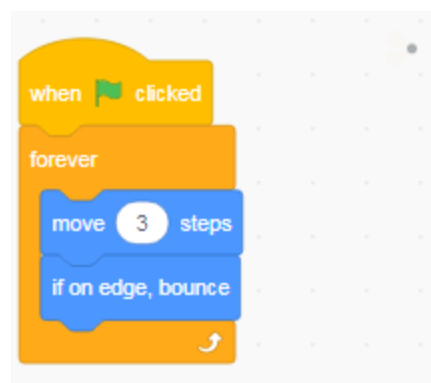 when clicked
forever
move 3 steps
if on edge, bounce